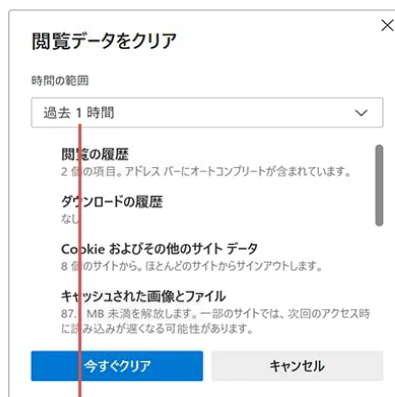 閲覧データをクリア
時間の範囲
過去 1 時間
閲覧の履歴
2 個の項目。アドレス バーにオートコンプリートが含まれています。
ダウンロードの履歴
なし
Cookie およびその他のサイト データ
8 個のサイトから。ほとんどのサイトからサインアウトします。
キャッシュされた画像とファイル
MB 未満を解放します。一部のサイトでは、次回のアクセス時
に読み込みが遅くなる可能性があります。
今すぐクリア
キャンセル